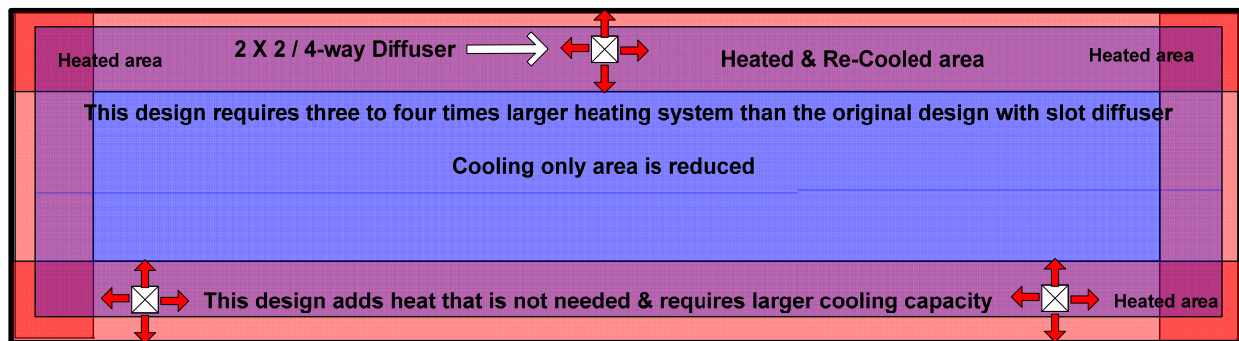 2 X 2 / 4-way Diffuser
Heated area
Heated & Re-Cooled area
Heated area
This design requires three to four times larger heating system than the original design with slot diffuser
Cooling only area is reduced
This design adds heat that is not needed & requires larger cooling capacity
Heated area